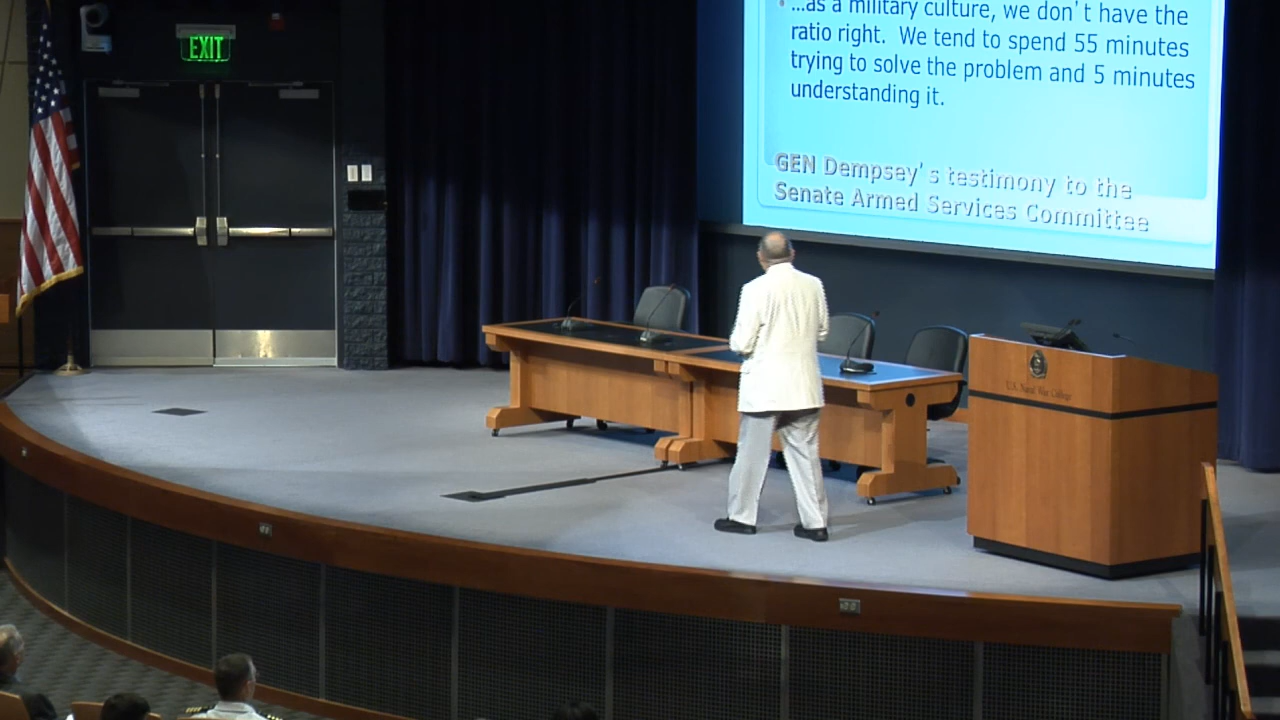 EXIT
...as a military culture, we don't have the
ratio right. We tend to spend 55 minutes
trying to solve the problem and 5 minutes
understanding it.
GEN Dempsey's testimony to the
Senate Armed Services Committee
U.S. Naval War College